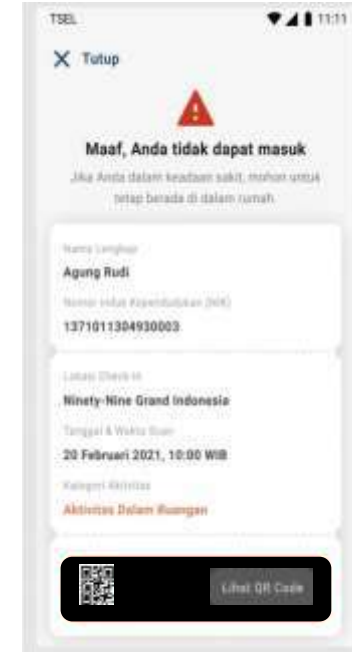 TSEL
11:11
Tutup
Maaf, Anda tidak dapat masuk
Jika Anda dalam keadaan sakit, mohon untuk
tetap berada di dalam rumah
Nama Lengkap
Agung Rudi
Nomor Induk Kependudukan (NIK)
1371011304930003
Lokasi Check-in
Ninety-Nine Grand Indonesia
Tanggal & Waktu Scan
20 Februari 2021, 10:00 WIB
Kategori Aktivitas
Aktivitas Dalam Ruangan
Lihat QR Code